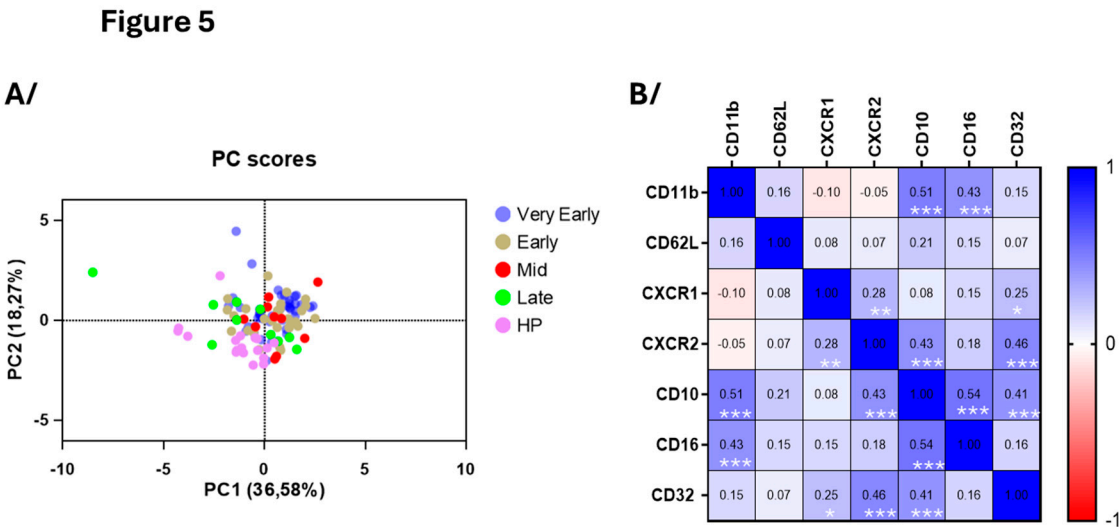 Figure 5
A/
PC scores
5
0
-5
-10
-5
0
5
10
PC2 (18,27%)
PC1 (36,58%)
Very Early
Early
Mid
Late
HP
B/
CD11b CD62L CXCR1 CXCR2 CD10 CD16 CD32
CD11b 1.00 0.16 -0.10 -0.05 0.51 *** 0.43 *** 0.15
CD62L 0.16 1.00 0.08 0.07 0.21 0.15 0.07
CXCR1 -0.10 0.08 1.00 0.28 ** 0.08 0.15 0.25 *
CXCR2 -0.05 0.07 0.28 ** 1.00 0.43 *** 0.18 0.46 ***
CD10 0.51 *** 0.21 0.08 0.43 *** 1.00 0.54 *** 0.41 ***
CD16 0.43 *** 0.15 0.15 0.18 0.54 *** 1.00 0.16
CD32 0.15 0.07 0.25 * 0.46 *** 0.41 *** 0.16 1.00
1
0
-1